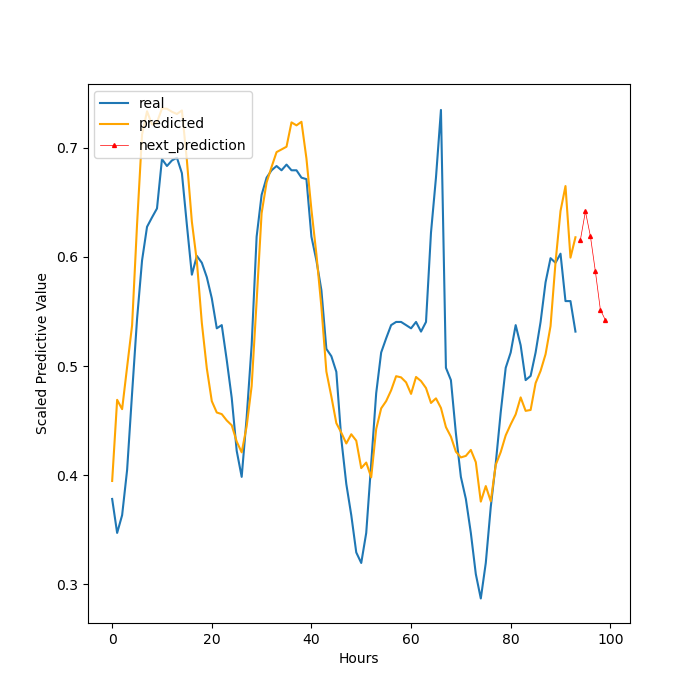 real
predicted
next_prediction
0.7
0.6
0.5
0.4
0.3
Scaled Predictive Value
0 20 40 60 80 100
Hours